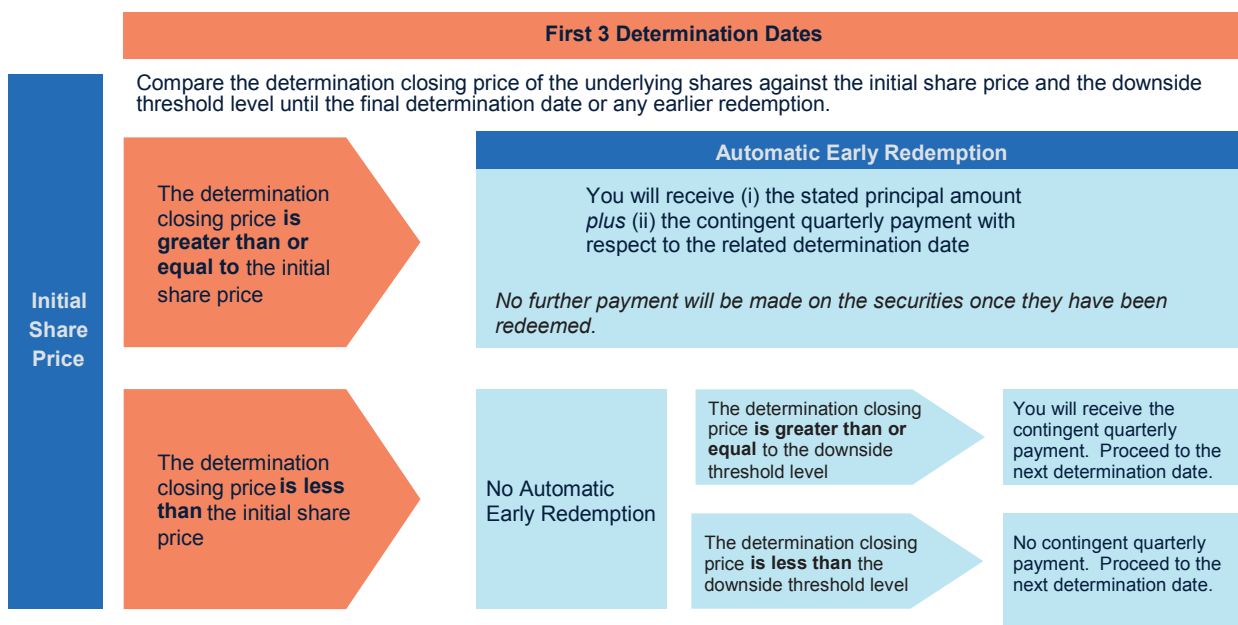 First 3 Determination Dates
Compare the determination closing price of the underlying shares against the initial share price and the downside
threshold level until the final determination date or any earlier redemption.
Initial
Share
Price
The determination
closing price is
greater than or
equal to the initial
share price
Automatic Early Redemption
You will receive (i) the stated principal amount
plus (ii) the contingent quarterly payment with
respect to the related determination date
No further payment will be made on the securities once they have been
redeemed.
The determination
closing price is less
than the initial share
price
No Automatic
Early Redemption
The determination closing
price is greater than or
equal to the downside
threshold level
You will receive the
contingent quarterly
payment. Proceed to the
next determination date.
The determination closing
price is less than the
downside threshold level
No contingent quarterly
payment. Proceed to the
next determination date.